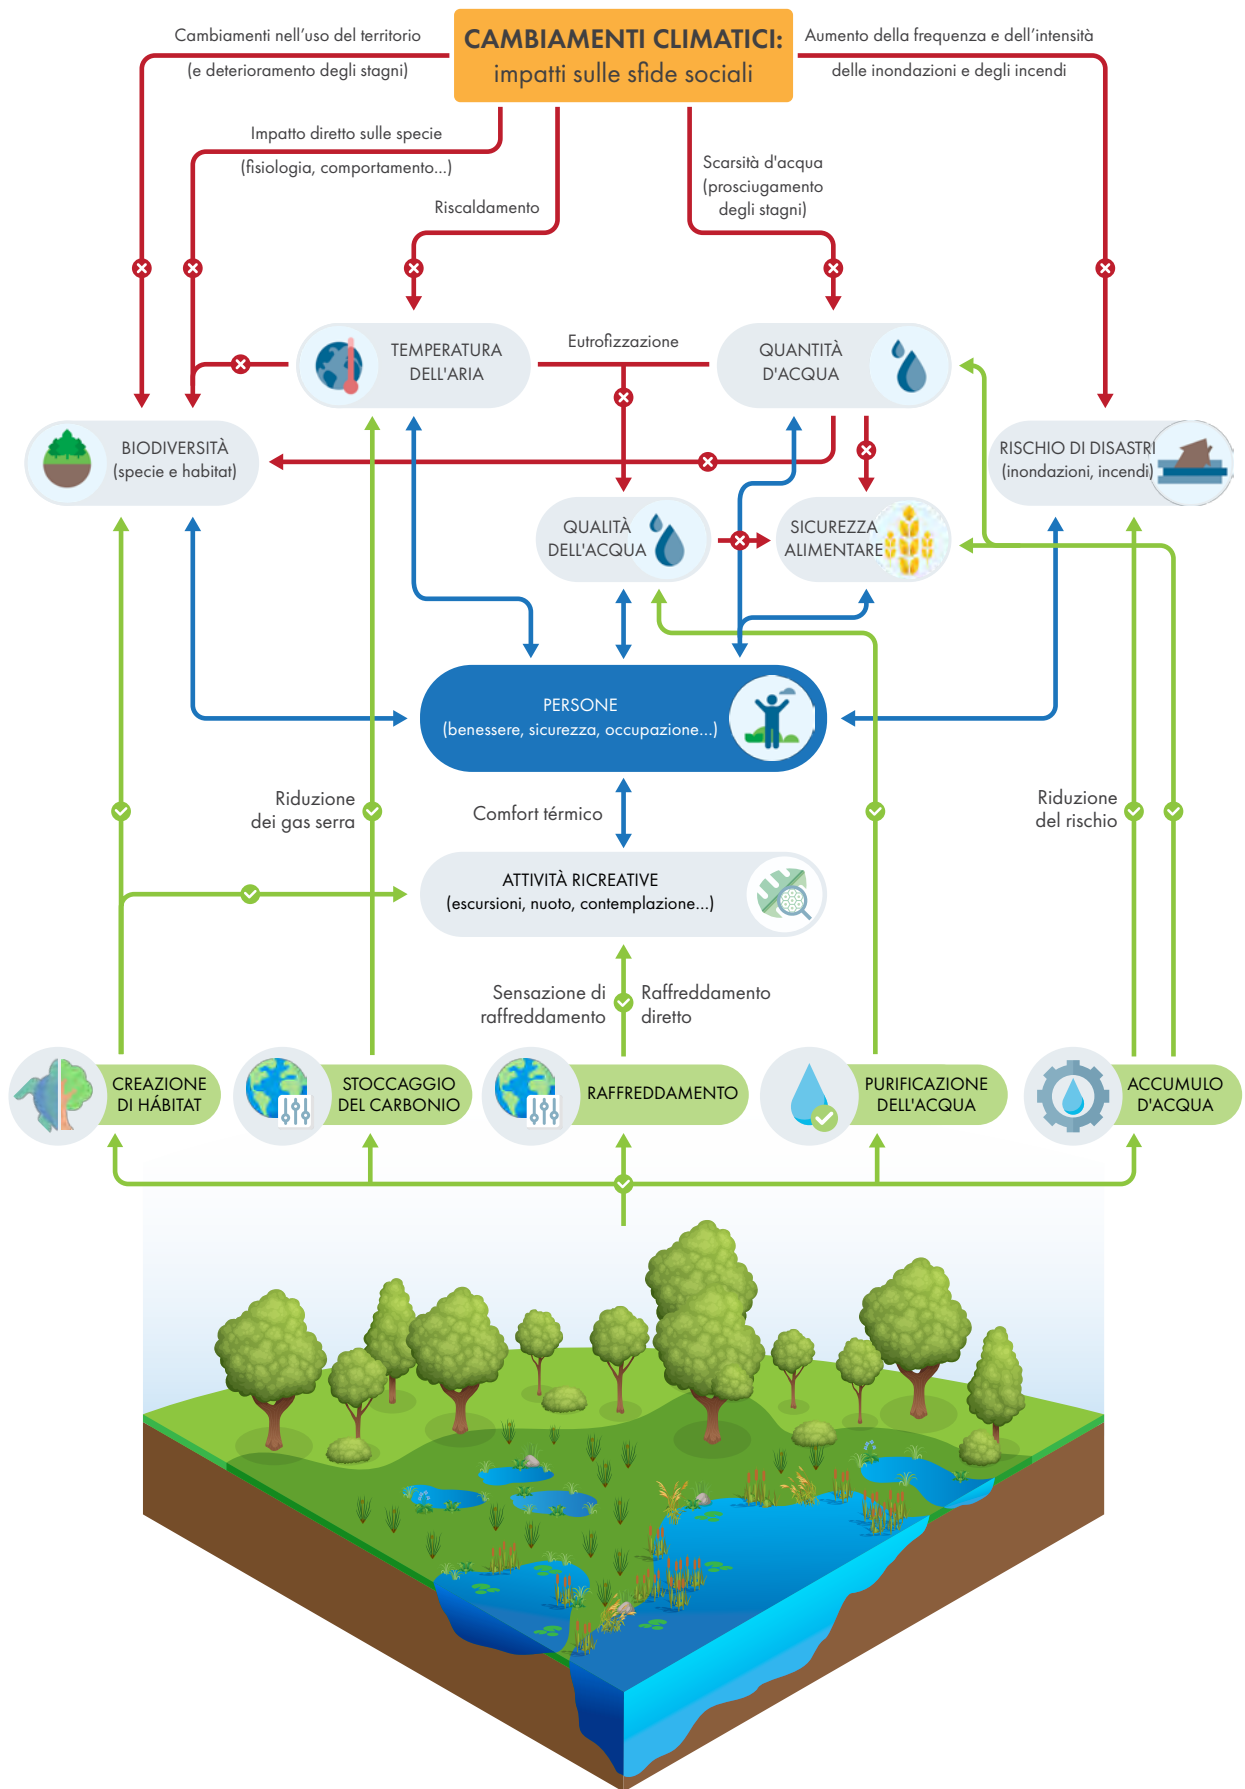 CAMBIAMENTI CLIMATICI:
impatti sulle sfide sociali
Cambiamenti nell'uso del territorio
(e deterioramento degli stagni)
Aumento della frequenza e dell'intensità
delle inondazioni e degli incendi
Impatto diretto sulle specie
(fisiologia, comportamento...)
Riscaldamento
Scarsità d'acqua
(prosciugamento
degli stagni)
TEMPERATURA
DELL'ARIA
Eutrofizzazione
QUANTITÀ
D'ACQUA
BIODIVERSITÀ
(specie e habitat)
RISCHIO DI DISASTRI
(inondazioni, incendi)
QUALITÀ
DELL'ACQUA
SICUREZZA
ALIMENTARE
PERSONE
(benessere, sicurezza, occupazione...)
Riduzione
dei gas serra
Comfort térmico
Riduzione
del rischio
ATTIVITÀ RICREATIVE
(escursioni, nuoto, contemplazione...)
Sensazione di
raffreddamento
Raffreddamento
diretto
CREAZIONE
DI HÁBITAT
STOCCAGGIO
DEL CARBONIO
RAFFREDDAMENTO
PURIFICAZIONE
DELL'ACQUA
ACCUMULO
D'ACQUA